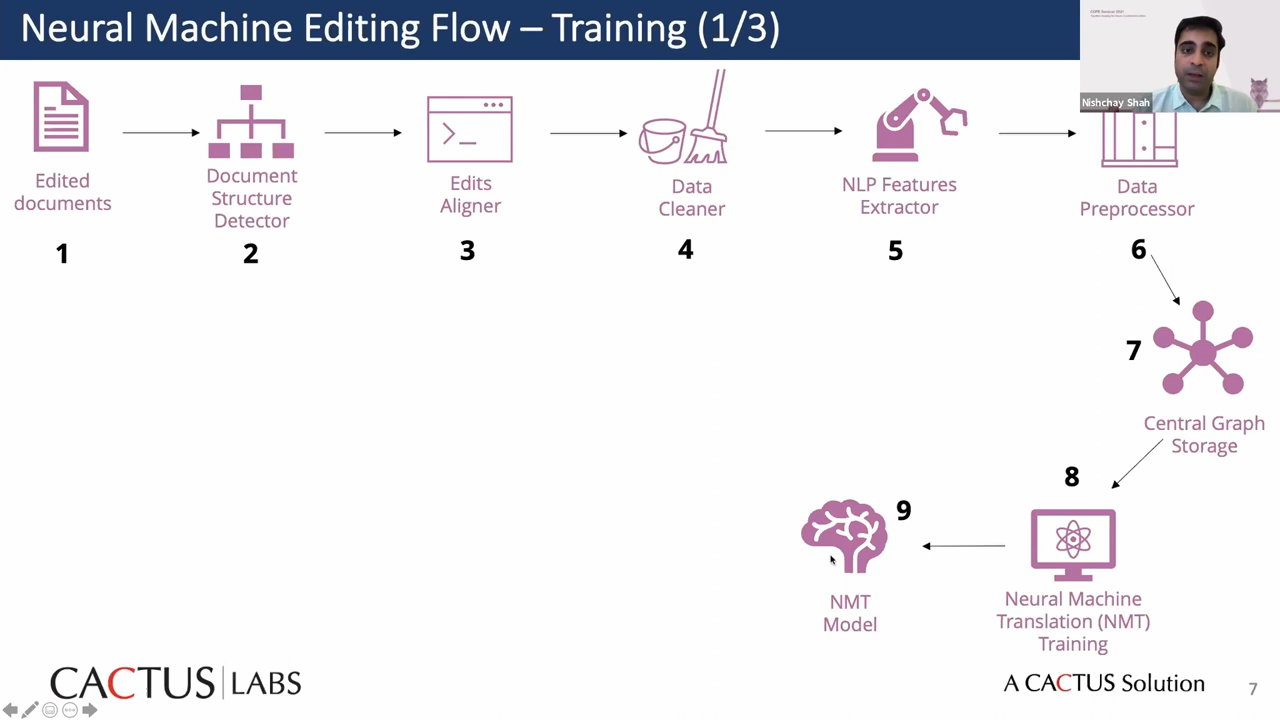 Neural Machine Editing Flow – Training (1/3)
Nishchay Shah
Edited
documents
1
Document
Structure
Detector
2
Edits
Aligner
3
Data
Cleaner
4
NLP Features
Extractor
5
Data
Preprocessor
6
7
Central Graph
Storage
8
Neural Machine
Translation (NMT)
Training
9
NMT
Model
CACTUS | LABS
A CACTUS Solution
7